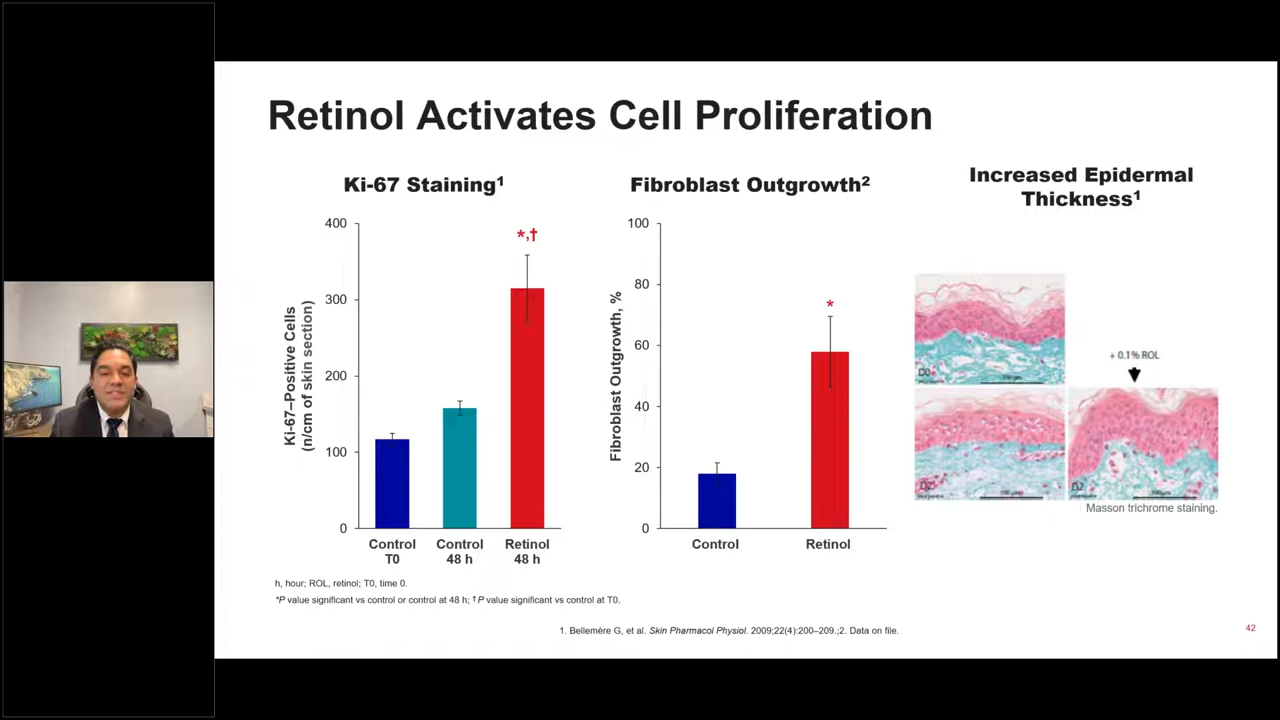 Retinol Activates Cell Proliferation
Ki-67 Staining¹
400
300
200
100
0
Ki-67–Positive Cells
(n/cm of skin section)
*,†
Control
T0
Control
48 h
Retinol
48 h
Fibroblast Outgrowth²
100
80
60
40
20
0
Fibroblast Outgrowth, %
*
Control
Retinol
Increased Epidermal
Thickness¹
D0
+ 0.1% ROL
D2
D2
Masson trichrome staining.
h, hour; ROL, retinol; T0, time 0.
*P value significant vs control or control at 48 h; †P value significant vs control at T0.
1. Bellemère G, et al. Skin Pharmacol Physiol. 2009;22(4):200–209.;2. Data on file.
42